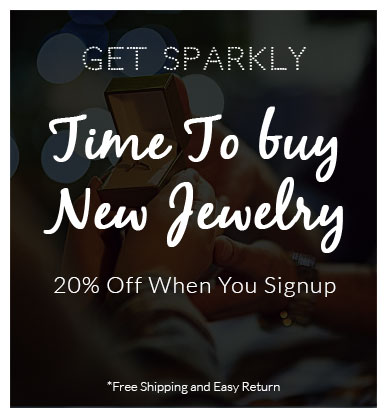 GET SPARKLY
Time To buy
New Jewelry
20% Off When You Signup
*Free Shipping and Easy Return